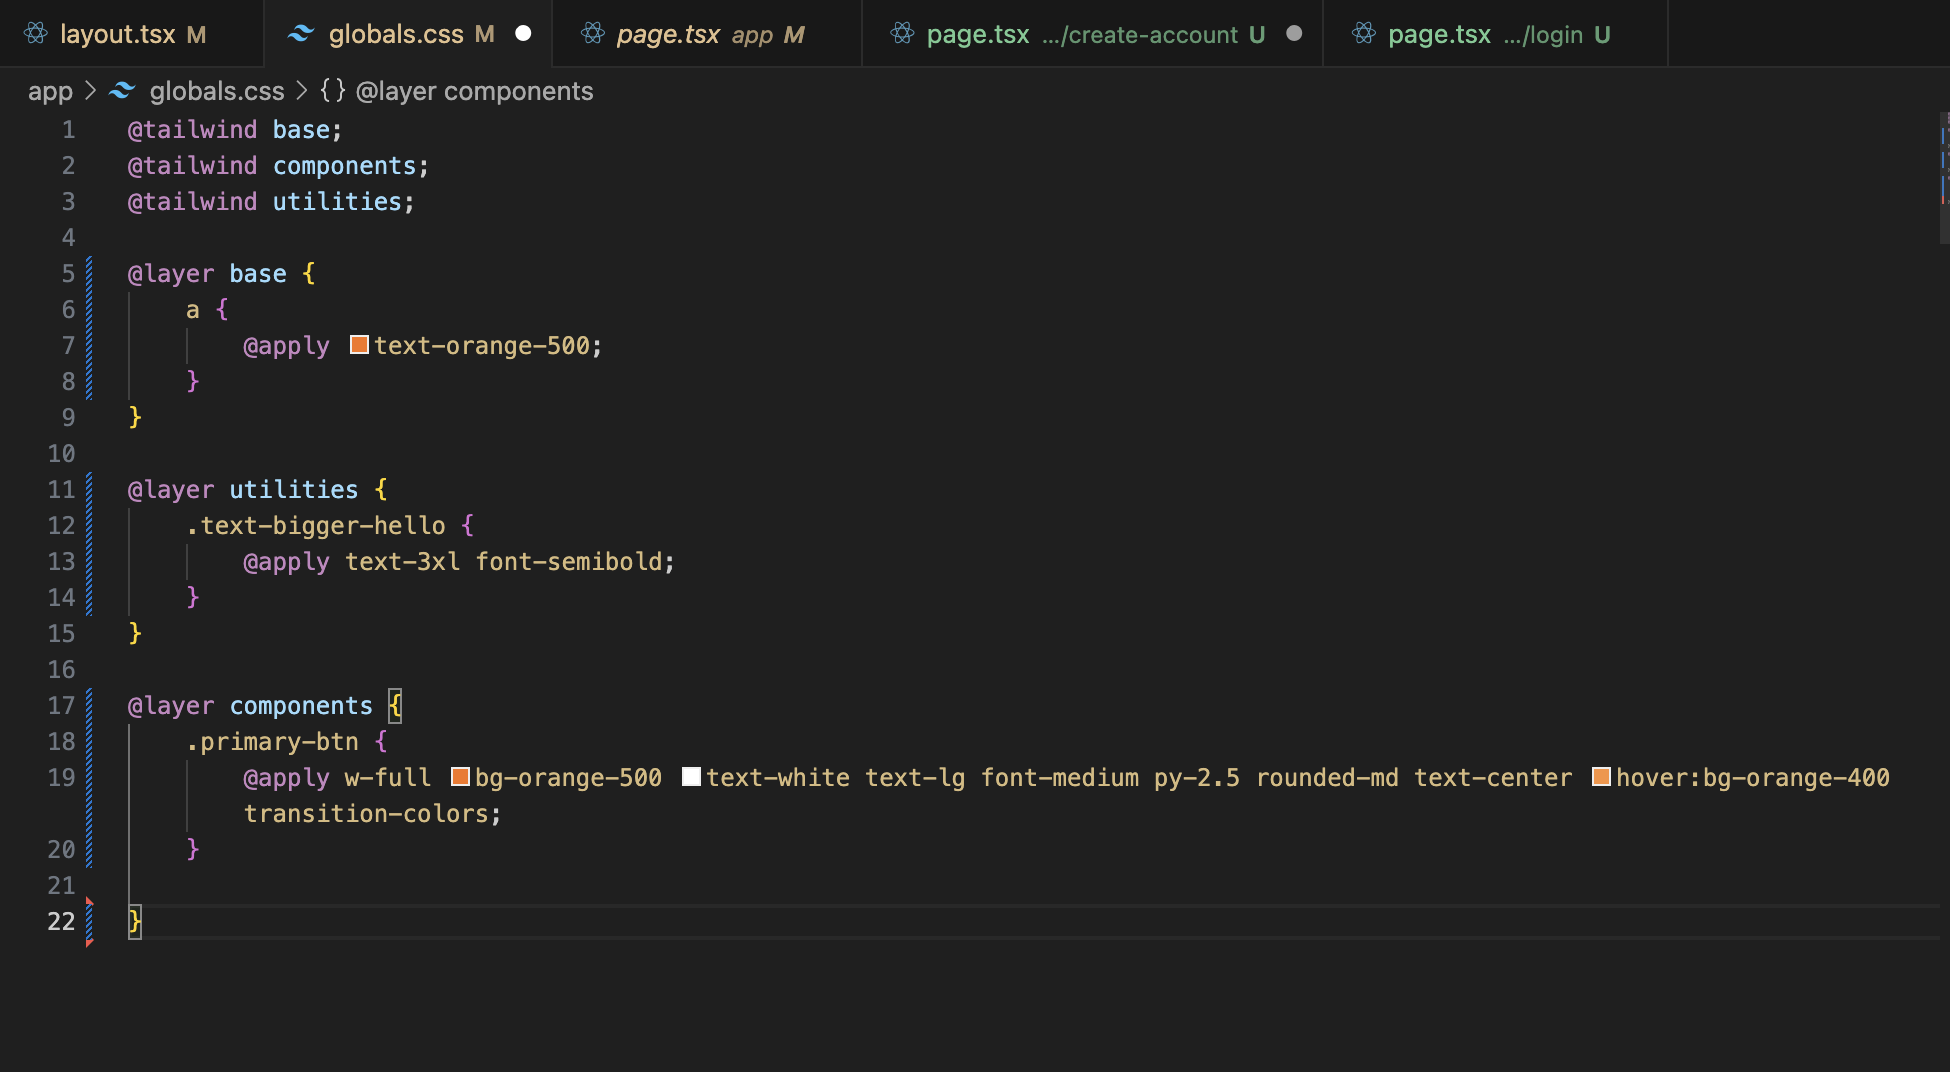 layout.tsx M globals.css M page.tsx app M page.tsx .../create-account U page.tsx .../login U
app > globals.css > {} @layer components
1 @tailwind base;
2 @tailwind components;
3 @tailwind utilities;
4
5 @layer base {
6 a {
7 @apply text-orange-500;
8 }
9 }
10
11 @layer utilities {
12 .text-bigger-hello {
13 @apply text-3xl font-semibold;
14 }
15 }
16
17 @layer components {
18 .primary-btn {
19 @apply w-full bg-orange-500 text-white text-lg font-medium py-2.5 rounded-md text-center hover:bg-orange-400
transition-colors;
20 }
21
22 }